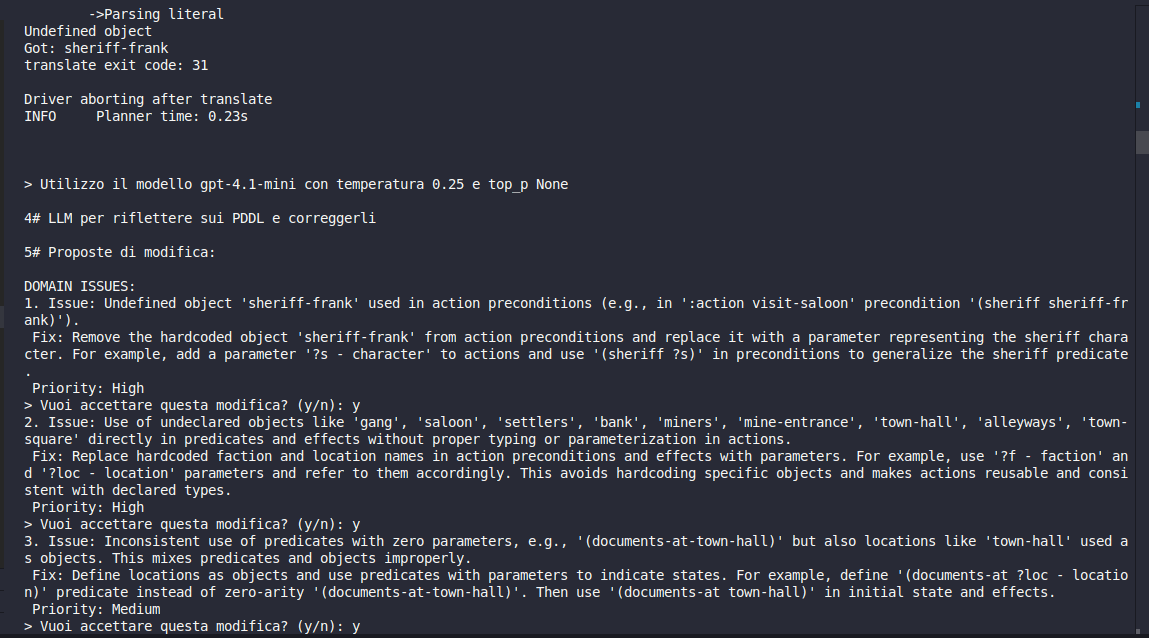 ->Parsing literal
Undefined object
Got: sheriff-frank
translate exit code: 31
Driver aborting after translate
INFO     Planner time: 0.23s
> Utilizzo il modello gpt-4.1-mini con temperatura 0.25 e top_p None
4# LLM per riflettere sui PDDL e correggerli
5# Proposte di modifica:
DOMAIN ISSUES:
1. Issue: Undefined object 'sheriff-frank' used in action preconditions (e.g., in ':action visit-saloon' precondition '(sheriff sheriff-fr
ank)').
Fix: Remove the hardcoded object 'sheriff-frank' from action preconditions and replace it with a parameter representing the sheriff chara
cter. For example, add a parameter '?s - character' to actions and use '(sheriff ?s)' in preconditions to generalize the sheriff predicate
.
Priority: High
> Vuoi accettare questa modifica? (y/n): y
2. Issue: Use of undeclared objects like 'gang', 'saloon', 'settlers', 'bank', 'miners', 'mine-entrance', 'town-hall', 'alleyways', 'town-
square' directly in predicates and effects without proper typing or parameterization in actions.
Fix: Replace hardcoded faction and location names in action preconditions and effects with parameters. For example, use '?f - faction' an
d '?loc - location' parameters and refer to them accordingly. This avoids hardcoding specific objects and makes actions reusable and consi
stent with declared types.
Priority: High
> Vuoi accettare questa modifica? (y/n): y
3. Issue: Inconsistent use of predicates with zero parameters, e.g., '(documents-at-town-hall)' but also locations like 'town-hall' used a
s objects. This mixes predicates and objects improperly.
Fix: Define locations as objects and use predicates with parameters to indicate states. For example, define '(documents-at ?loc - locatio
n)' predicate instead of zero-arity '(documents-at-town-hall)'. Then use '(documents-at town-hall)' in initial state and effects.
Priority: Medium
> Vuoi accettare questa modifica? (y/n): y